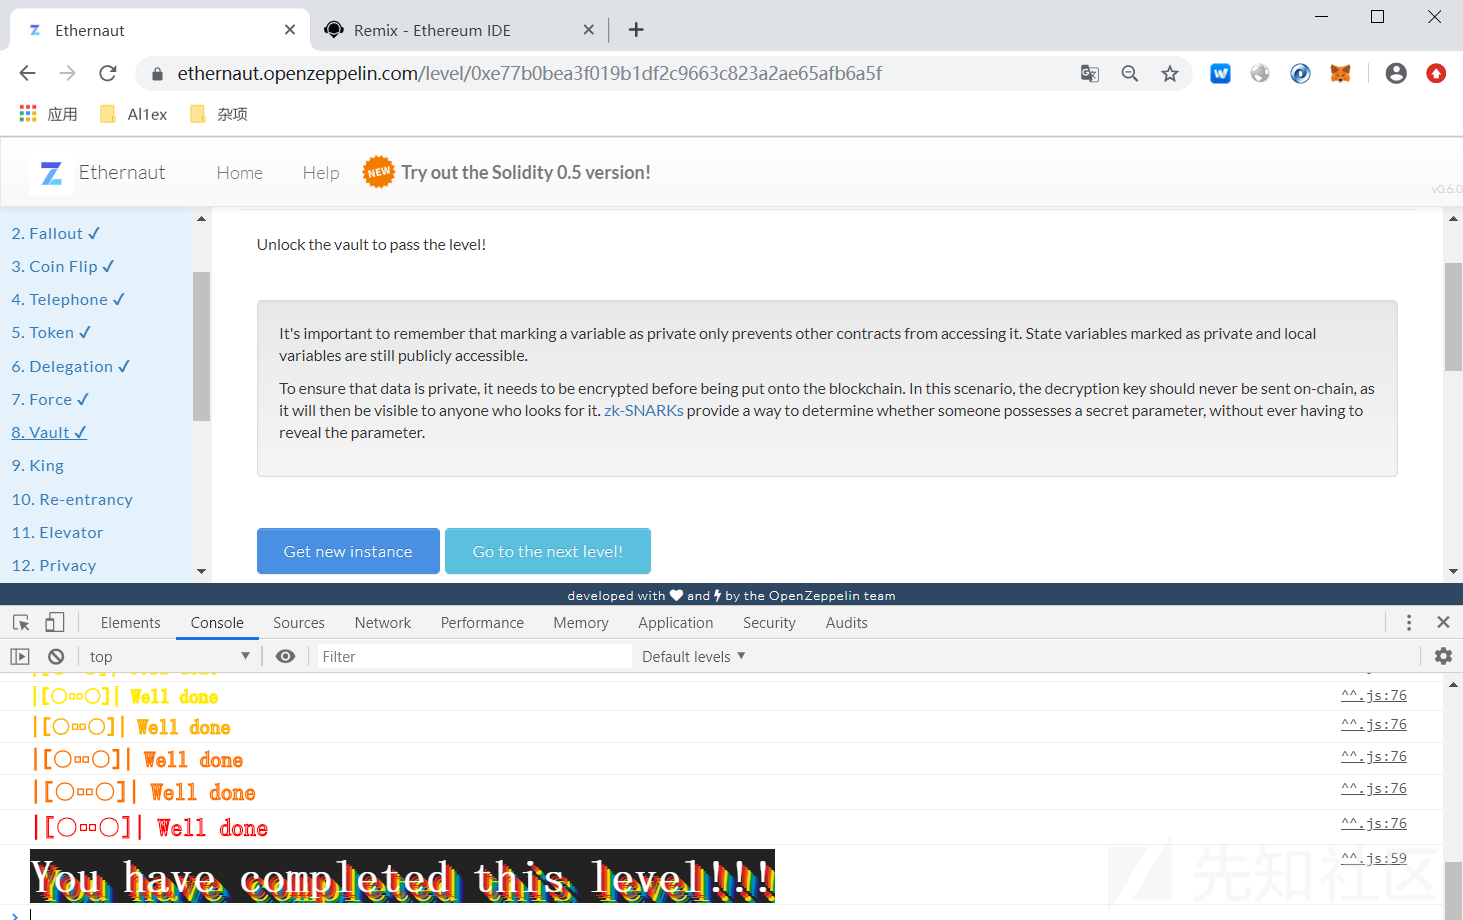 Ethernaut
Remix - Ethereum IDE
ethernaut.openzeppelin.com/level/0xe77b0bea3f019b1df2c9663c823a2ae65afb6a5f
应用 Al1ex 杂项
Ethernaut Home Help NEW Try out the Solidity 0.5 version!
v0.6.0
2. Fallout ✓
3. Coin Flip ✓
4. Telephone ✓
5. Token ✓
6. Delegation ✓
7. Force ✓
8. Vault ✓
9. King
10. Re-entrancy
11. Elevator
12. Privacy
Unlock the vault to pass the level!
It's important to remember that marking a variable as private only prevents other contracts from accessing it. State variables marked as private and local
variables are still publicly accessible.
To ensure that data is private, it needs to be encrypted before being put onto the blockchain. In this scenario, the decryption key should never be sent on-chain, as
it will then be visible to anyone who looks for it. zk-SNARKs provide a way to determine whether someone possesses a secret parameter, without ever having to
reveal the parameter.
Get new instance Go to the next level!
developed with ♥ and by the OpenZeppelin team
Elements Console Sources Network Performance Memory Application Security Audits
top Filter Default levels ▼
|[○▫▫○]| Well done ^^.js:76
|[○▫▫○]| Well done ^^.js:76
|[○▫▫○]| Well done ^^.js:76
|[○▫▫○]| Well done ^^.js:76
|[○▫▫○]| Well done ^^.js:76
You have completed this level!!! ^^.js:59
先知社区